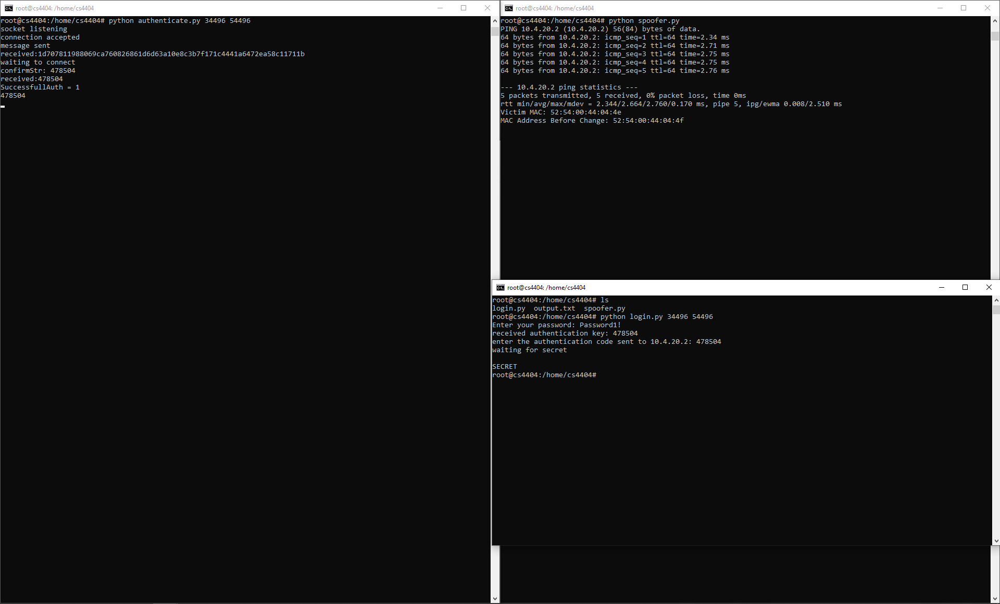 root@cs4404: /home/cs4404
root@cs4404:/home/cs4404# python authenticate.py 34496 54496
socket listening
connection accepted
message sent
received:1d707811988069ca760826861d6d63a10e8c3b7f171c4441a6472ea58c11711b
waiting to connect
confirmStr: 478504
received:478504
SuccessfullAuth = 1
478504
root@cs4404: /home/cs4404
root@cs4404:/home/cs4404# python spoofer.py
PING 10.4.20.2 (10.4.20.2) 56(84) bytes of data.
64 bytes from 10.4.20.2: icmp_seq=1 ttl=64 time=2.34 ms
64 bytes from 10.4.20.2: icmp_seq=2 ttl=64 time=2.71 ms
64 bytes from 10.4.20.2: icmp_seq=3 ttl=64 time=2.75 ms
64 bytes from 10.4.20.2: icmp_seq=4 ttl=64 time=2.75 ms
64 bytes from 10.4.20.2: icmp_seq=5 ttl=64 time=2.76 ms
--- 10.4.20.2 ping statistics ---
5 packets transmitted, 5 received, 0% packet loss, time 0ms
rtt min/avg/max/mdev = 2.344/2.664/2.760/0.170 ms, pipe 5, ipg/ewma 0.008/2.510 ms
Victim MAC: 52:54:00:44:04:4e
MAC Address Before Change: 52:54:00:44:04:4f
root@cs4404: /home/cs4404
root@cs4404:/home/cs4404# ls
login.py  output.txt  spoofer.py
root@cs4404:/home/cs4404# python login.py 34496 54496
Enter your password: Password1!
received authentication key: 478504
enter the authentication code sent to 10.4.20.2: 478504
waiting for secret
SECRET
root@cs4404:/home/cs4404#